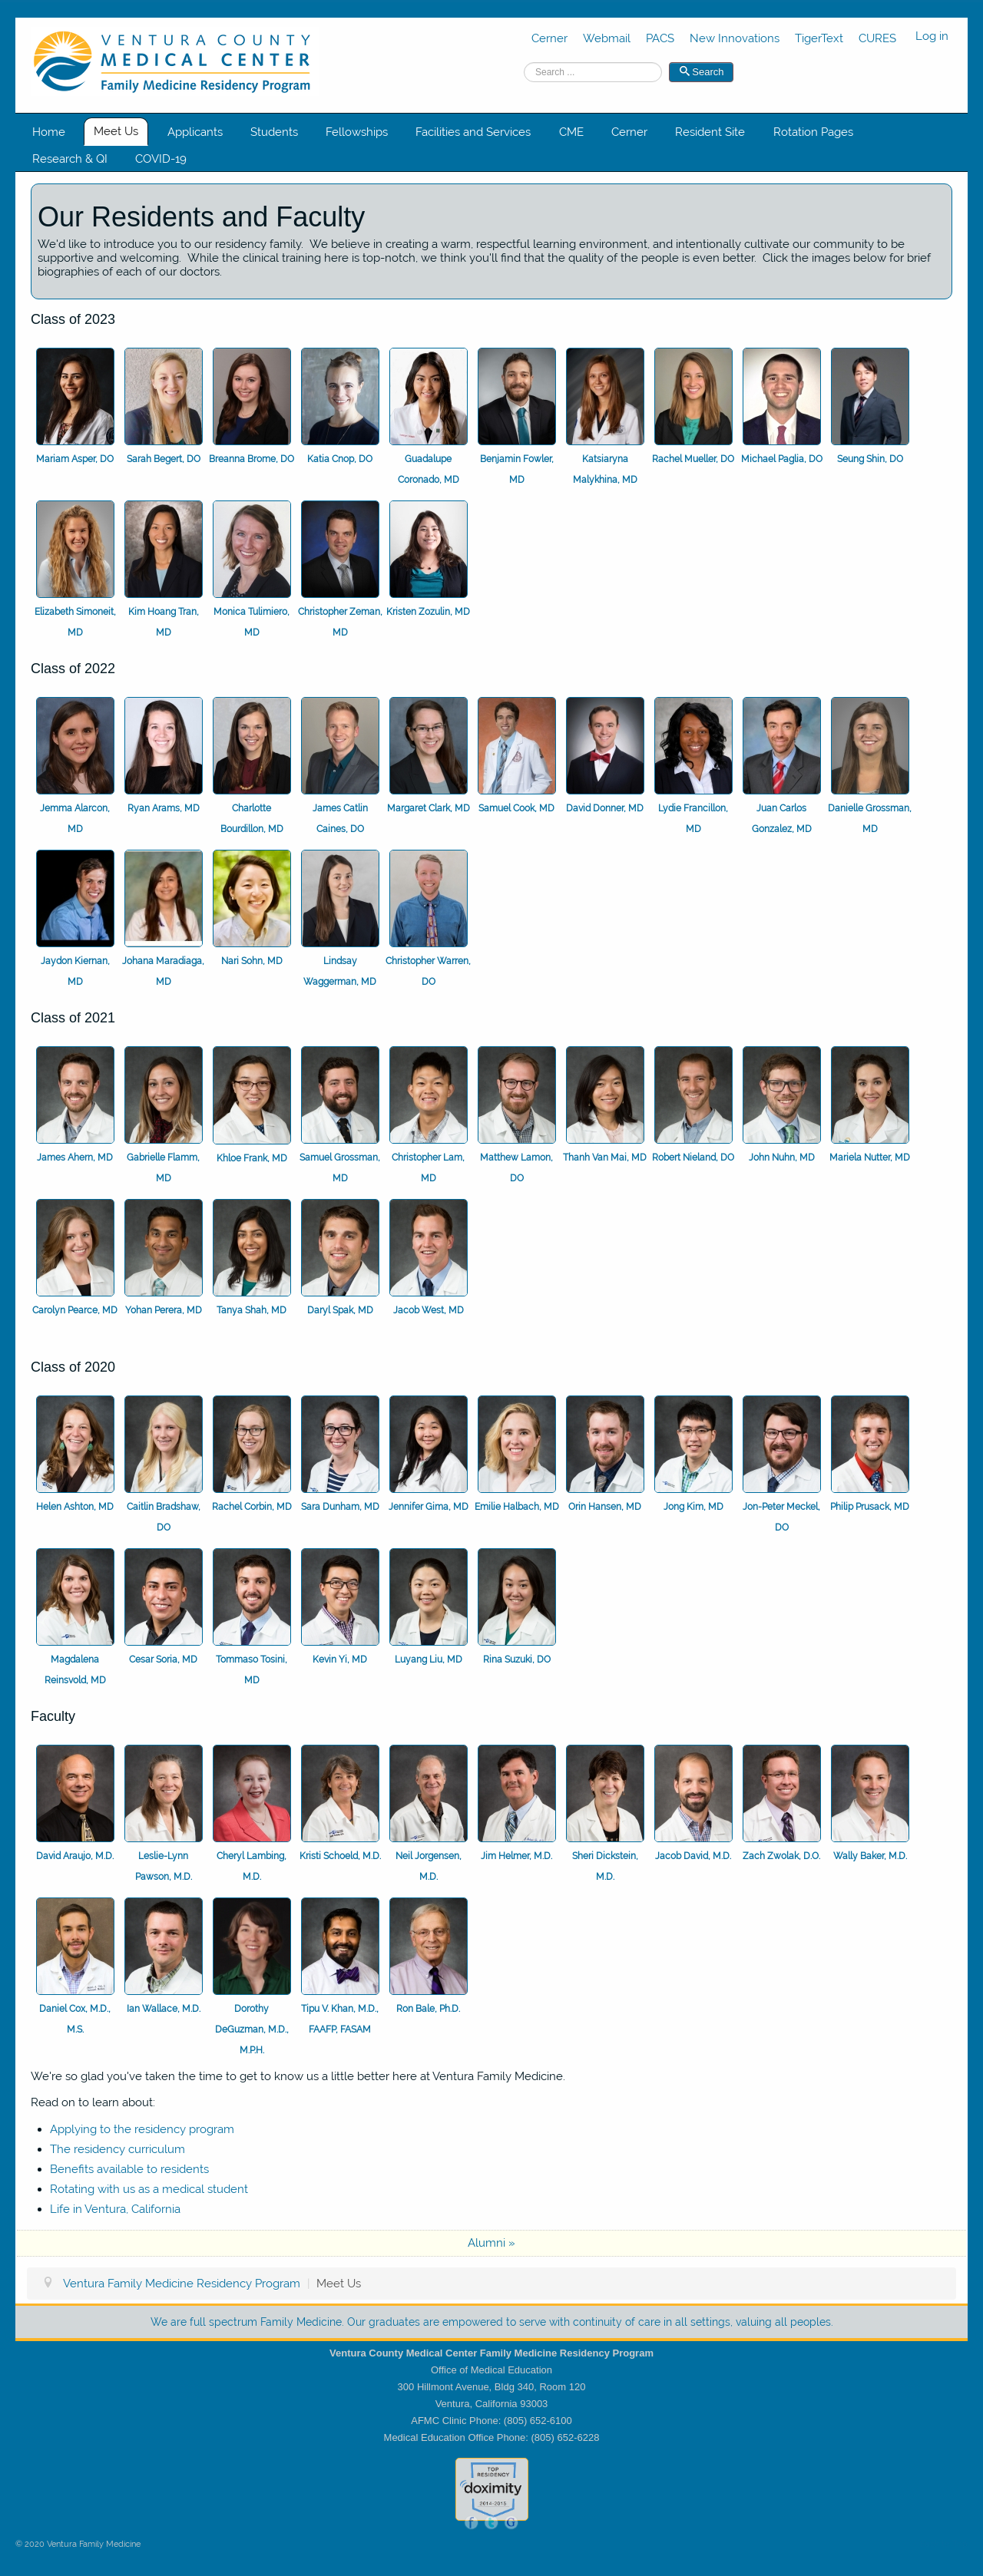 VENTURA COUNTY
MEDICAL CENTER
Family Medicine Residency Program
Cerner Webmail PACS New Innovations TigerText CURES Log in
Search ... Search
Home Meet Us Applicants Students Fellowships Facilities and Services CME Cerner Resident Site Rotation Pages
Research & QI COVID-19
Our Residents and Faculty
We'd like to introduce you to our residency family. We believe in creating a warm, respectful learning environment, and intentionally cultivate our community to be
supportive and welcoming. While the clinical training here is top-notch, we think you'll find that the quality of the people is even better. Click the images below for brief
biographies of each of our doctors.
Class of 2023
Mariam Asper, DO Sarah Begert, DO Breanna Brome, DO Katia Cnop, DO Guadalupe Benjamin Fowler, Katsiaryna Rachel Mueller, DO Michael Paglia, DO Seung Shin, DO
Coronado, MD MD Malykhina, MD
Elizabeth Simoneit, Kim Hoang Tran, Monica Tulimiero, Christopher Zeman, Kristen Zozulin, MD
MD MD MD MD
Class of 2022
Jemma Alarcon, Ryan Arams, MD Charlotte James Catlin Margaret Clark, MD Samuel Cook, MD David Donner, MD Lydie Francillon, Juan Carlos Danielle Grossman,
MD Bourdillon, MD Caines, DO MD Gonzalez, MD MD
Jaydon Kiernan, Johana Maradiaga, Nari Sohn, MD Lindsay Christopher Warren,
MD MD Waggerman, MD DO
Class of 2021
James Ahern, MD Gabrielle Flamm, Khloe Frank, MD Samuel Grossman, Christopher Lam, Matthew Lamon, Thanh Van Mai, MD Robert Nieland, DO John Nuhn, MD Mariela Nutter, MD
MD MD MD DO
Carolyn Pearce, MD Yohan Perera, MD Tanya Shah, MD Daryl Spak, MD Jacob West, MD
Class of 2020
Helen Ashton, MD Caitlin Bradshaw, Rachel Corbin, MD Sara Dunham, MD Jennifer Gima, MD Emilie Halbach, MD Orin Hansen, MD Jong Kim, MD Jon-Peter Meckel, Philip Prusack, MD
DO DO
Magdalena Cesar Soria, MD Tommaso Tosini, Kevin Yi, MD Luyang Liu, MD Rina Suzuki, DO
Reinsvold, MD MD
Faculty
David Araujo, M.D. Leslie-Lynn Cheryl Lambing, Kristi Schoeld, M.D. Neil Jorgensen, Jim Helmer, M.D. Sheri Dickstein, Jacob David, M.D. Zach Zwolak, D.O. Wally Baker, M.D.
Pawson, M.D. M.D. M.D. M.D.
Daniel Cox, M.D., Ian Wallace, M.D. Dorothy Tipu V. Khan, M.D., Ron Bale, Ph.D.
M.S. DeGuzman, M.D., FAAFP, FASAM
M.P.H.
We're so glad you've taken the time to get to know us a little better here at Ventura Family Medicine.
Read on to learn about:
Applying to the residency program
The residency curriculum
Benefits available to residents
Rotating with us as a medical student
Life in Ventura, California
Alumni »
Ventura Family Medicine Residency Program | Meet Us
We are full spectrum Family Medicine. Our graduates are empowered to serve with continuity of care in all settings, valuing all peoples.
Ventura County Medical Center Family Medicine Residency Program
Office of Medical Education
300 Hillmont Avenue, Bldg 340, Room 120
Ventura, California 93003
AFMC Clinic Phone: (805) 652-6100
Medical Education Office Phone: (805) 652-6228
TOP
RESIDENCY
doximity
2014-2015
© 2020 Ventura Family Medicine